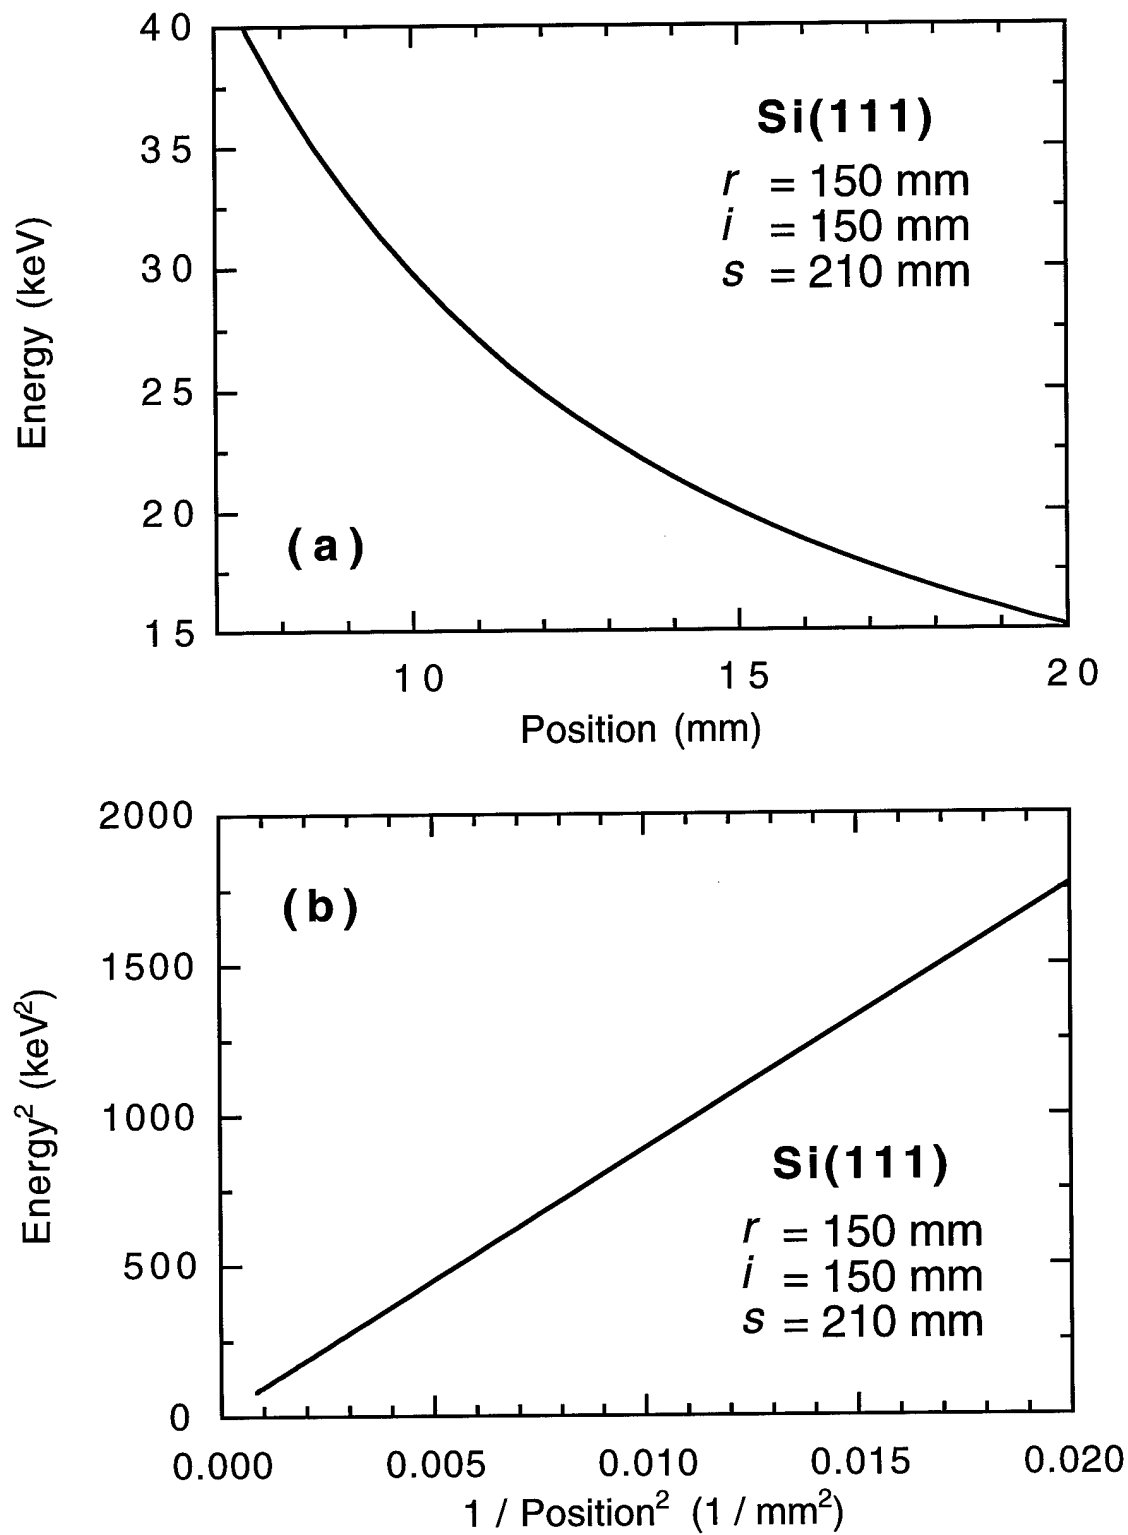 40
35
30
25
20
15
Energy (keV)
Si(111)
r = 150 mm
i = 150 mm
s = 210 mm
(a)
10 15 20
Position (mm)
2000
1500
1000
500
0
Energy² (keV²)
(b)
Si(111)
r = 150 mm
i = 150 mm
s = 210 mm
0.000 0.005 0.010 0.015 0.020
1 / Position² (1 / mm²)